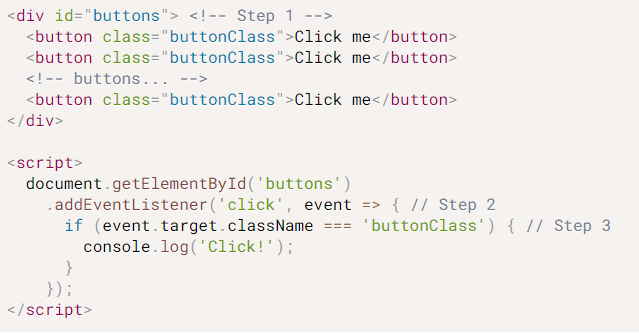 <div id="buttons"> <!-- Step 1 -->
  <button class="buttonClass">Click me</button>
  <button class="buttonClass">Click me</button>
  <!-- buttons... -->
  <button class="buttonClass">Click me</button>
</div>

<script>
  document.getElementById('buttons')
    .addEventListener('click', event => { // Step 2
      if (event.target.className === 'buttonClass') { // Step 3
        console.log('Click!');
      }
    });
</script>